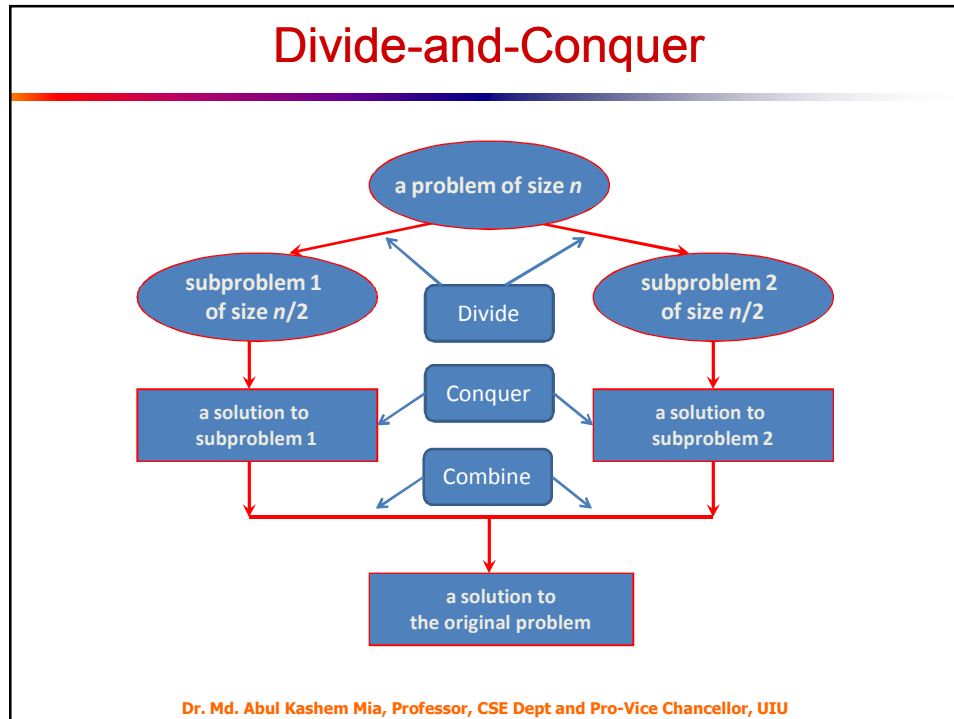 Divide-and-Conquer
a problem of size n
subproblem 1
of size n/2
Divide
subproblem 2
of size n/2
a solution to
subproblem 1
Conquer
a solution to
subproblem 2
Combine
a solution to
the original problem
Dr. Md. Abul Kashem Mia, Professor, CSE Dept and Pro-Vice Chancellor, UIU